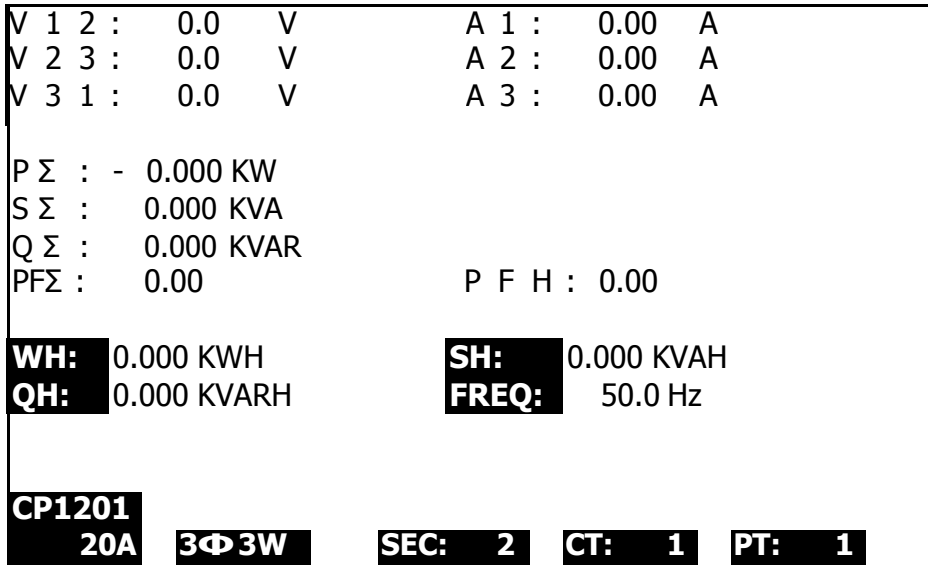 V 1 2 : 0.0 V A 1 : 0.00 A
V 2 3 : 0.0 V A 2 : 0.00 A
V 3 1 : 0.0 V A 3 : 0.00 A
P Σ : - 0.000 KW
S Σ : 0.000 KVA
Q Σ : 0.000 KVAR
PFΣ : 0.00 P F H : 0.00
WH: 0.000 KWH SH: 0.000 KVAH
QH: 0.000 KVARH FREQ: 50.0 Hz
CP1201
20A 3Φ3W SEC: 2 CT: 1 PT: 1